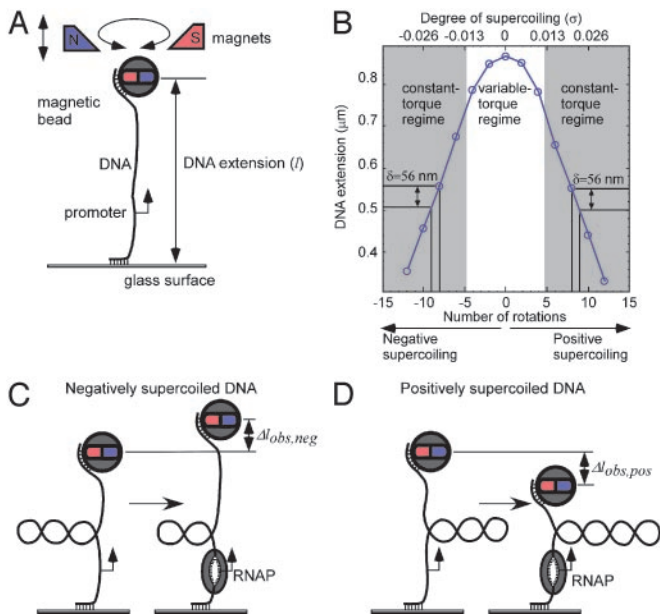 A
N
S
magnets
magnetic
bead
DNA
DNA extension (l)
promoter
glass surface
B
Degree of supercoiling (σ)
-0.026 -0.013 0 0.013 0.026
0.8
0.7
0.6
0.5
0.4
DNA extension (μm)
constant-
torque
regime
variable-
torque
regime
constant-
torque
regime
δ=56 nm
δ=56 nm
-15 -10 -5 0 5 10 15
Number of rotations
Negative
supercoiling
Positive
supercoiling
C
Negatively supercoiled DNA
Δlobs,neg
RNAP
D
Positively supercoiled DNA
Δlobs,pos
RNAP